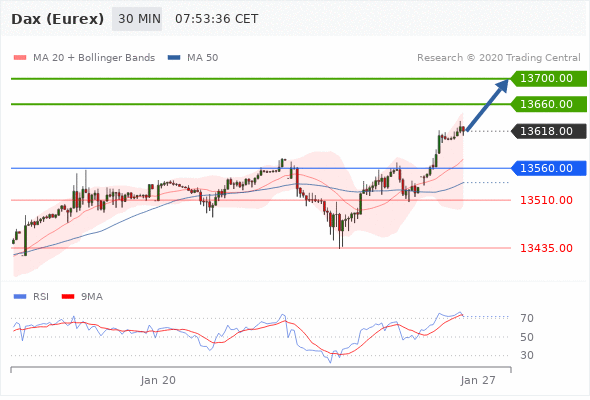 Dax (Eurex) 30 MIN 07:53:36 CET
MA 20 + Bollinger Bands MA 50 Research © 2020 Trading Central
13700.00
13660.00
13618.00
13560.00
13510.00
13435.00
RSI 9MA
70
50
30
Jan 20 Jan 27